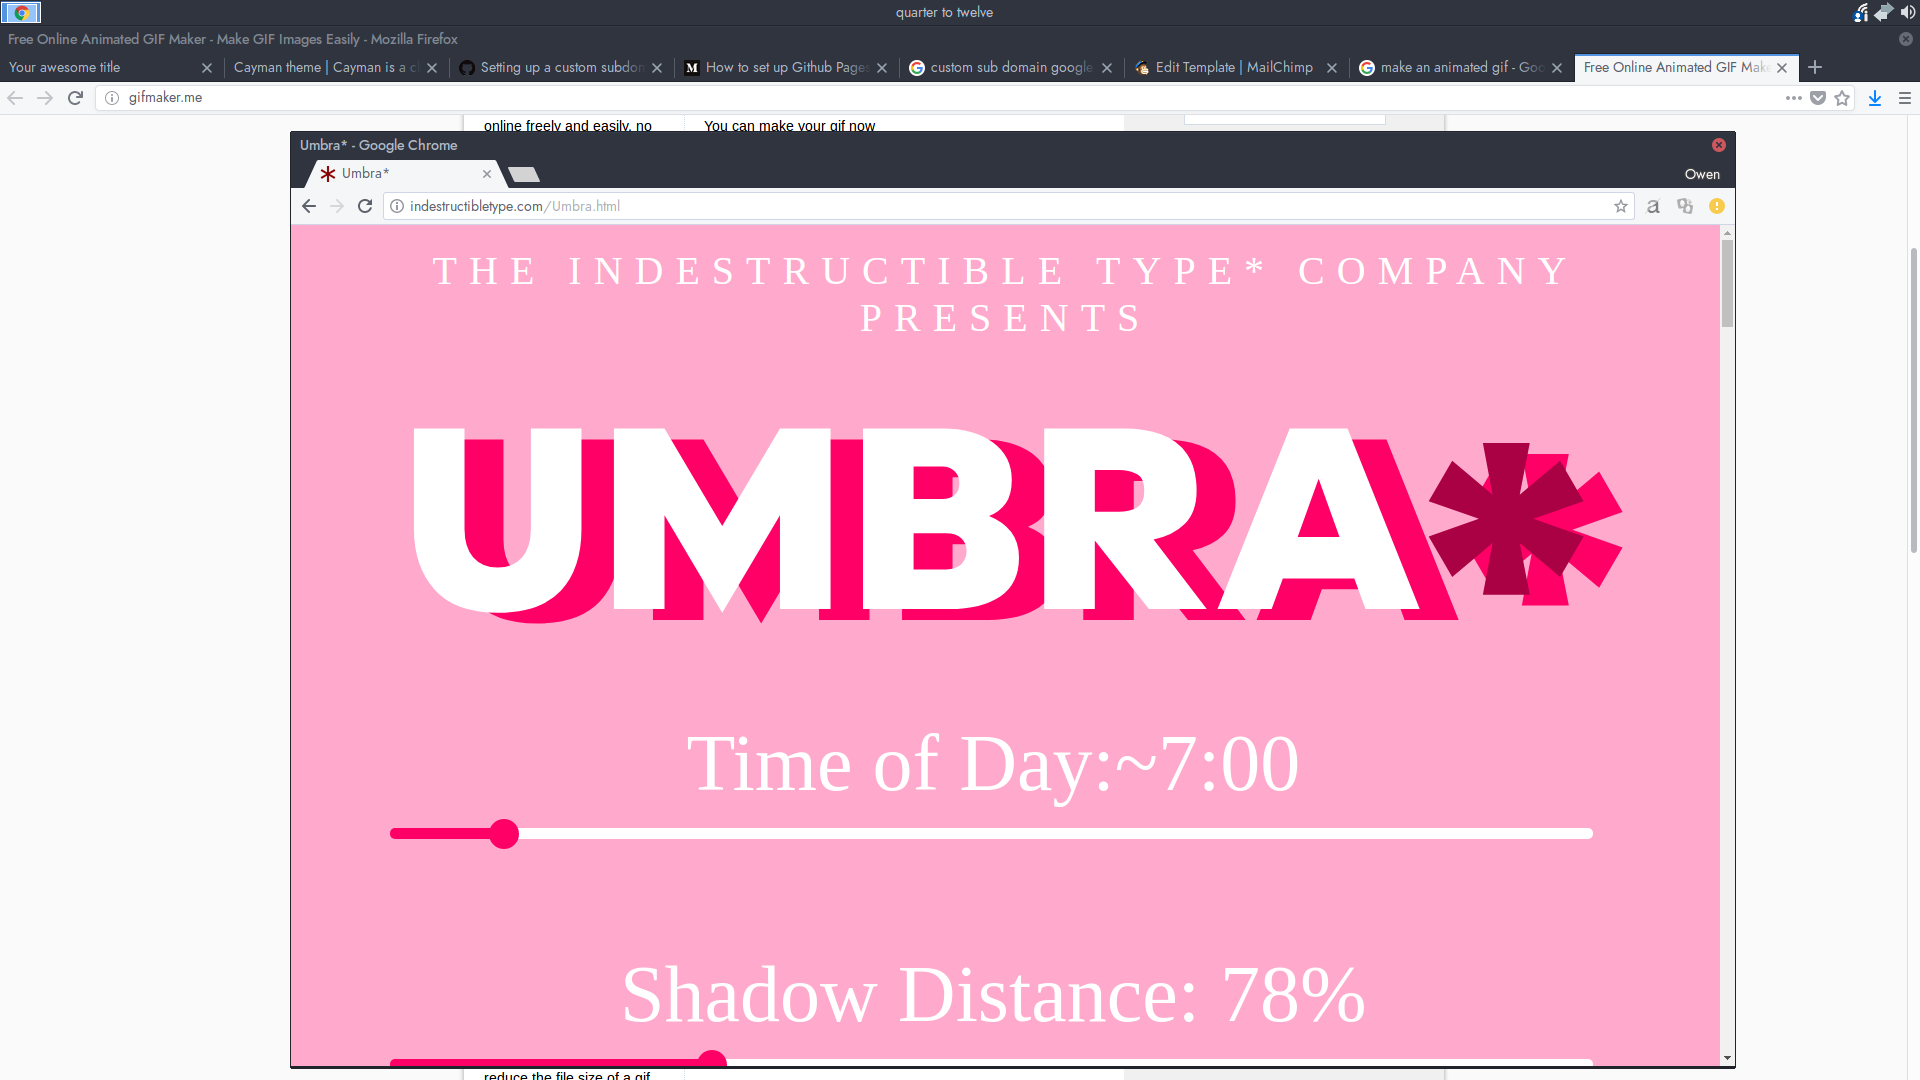 quarter to twelve
Free Online Animated GIF Maker - Make GIF Images Easily - Mozilla Firefox
Your awesome title
Cayman theme | Cayman is a c
Setting up a custom subdon
How to set up Github Page
custom sub domain google
Edit Template | MailChimp
make an animated gif - Goo
Free Online Animated GIF Make
gifmaker.me
online freely and easily, no
You can make your gif now
Umbra* - Google Chrome
Umbra*
Owen
indestructibletype.com/Umbra.html
THE INDESTRUCTIBLE TYPE* COMPANY
PRESENTS
UMBRA*
Time of Day:~7:00
Shadow Distance: 78%
reduce the file size of a gif